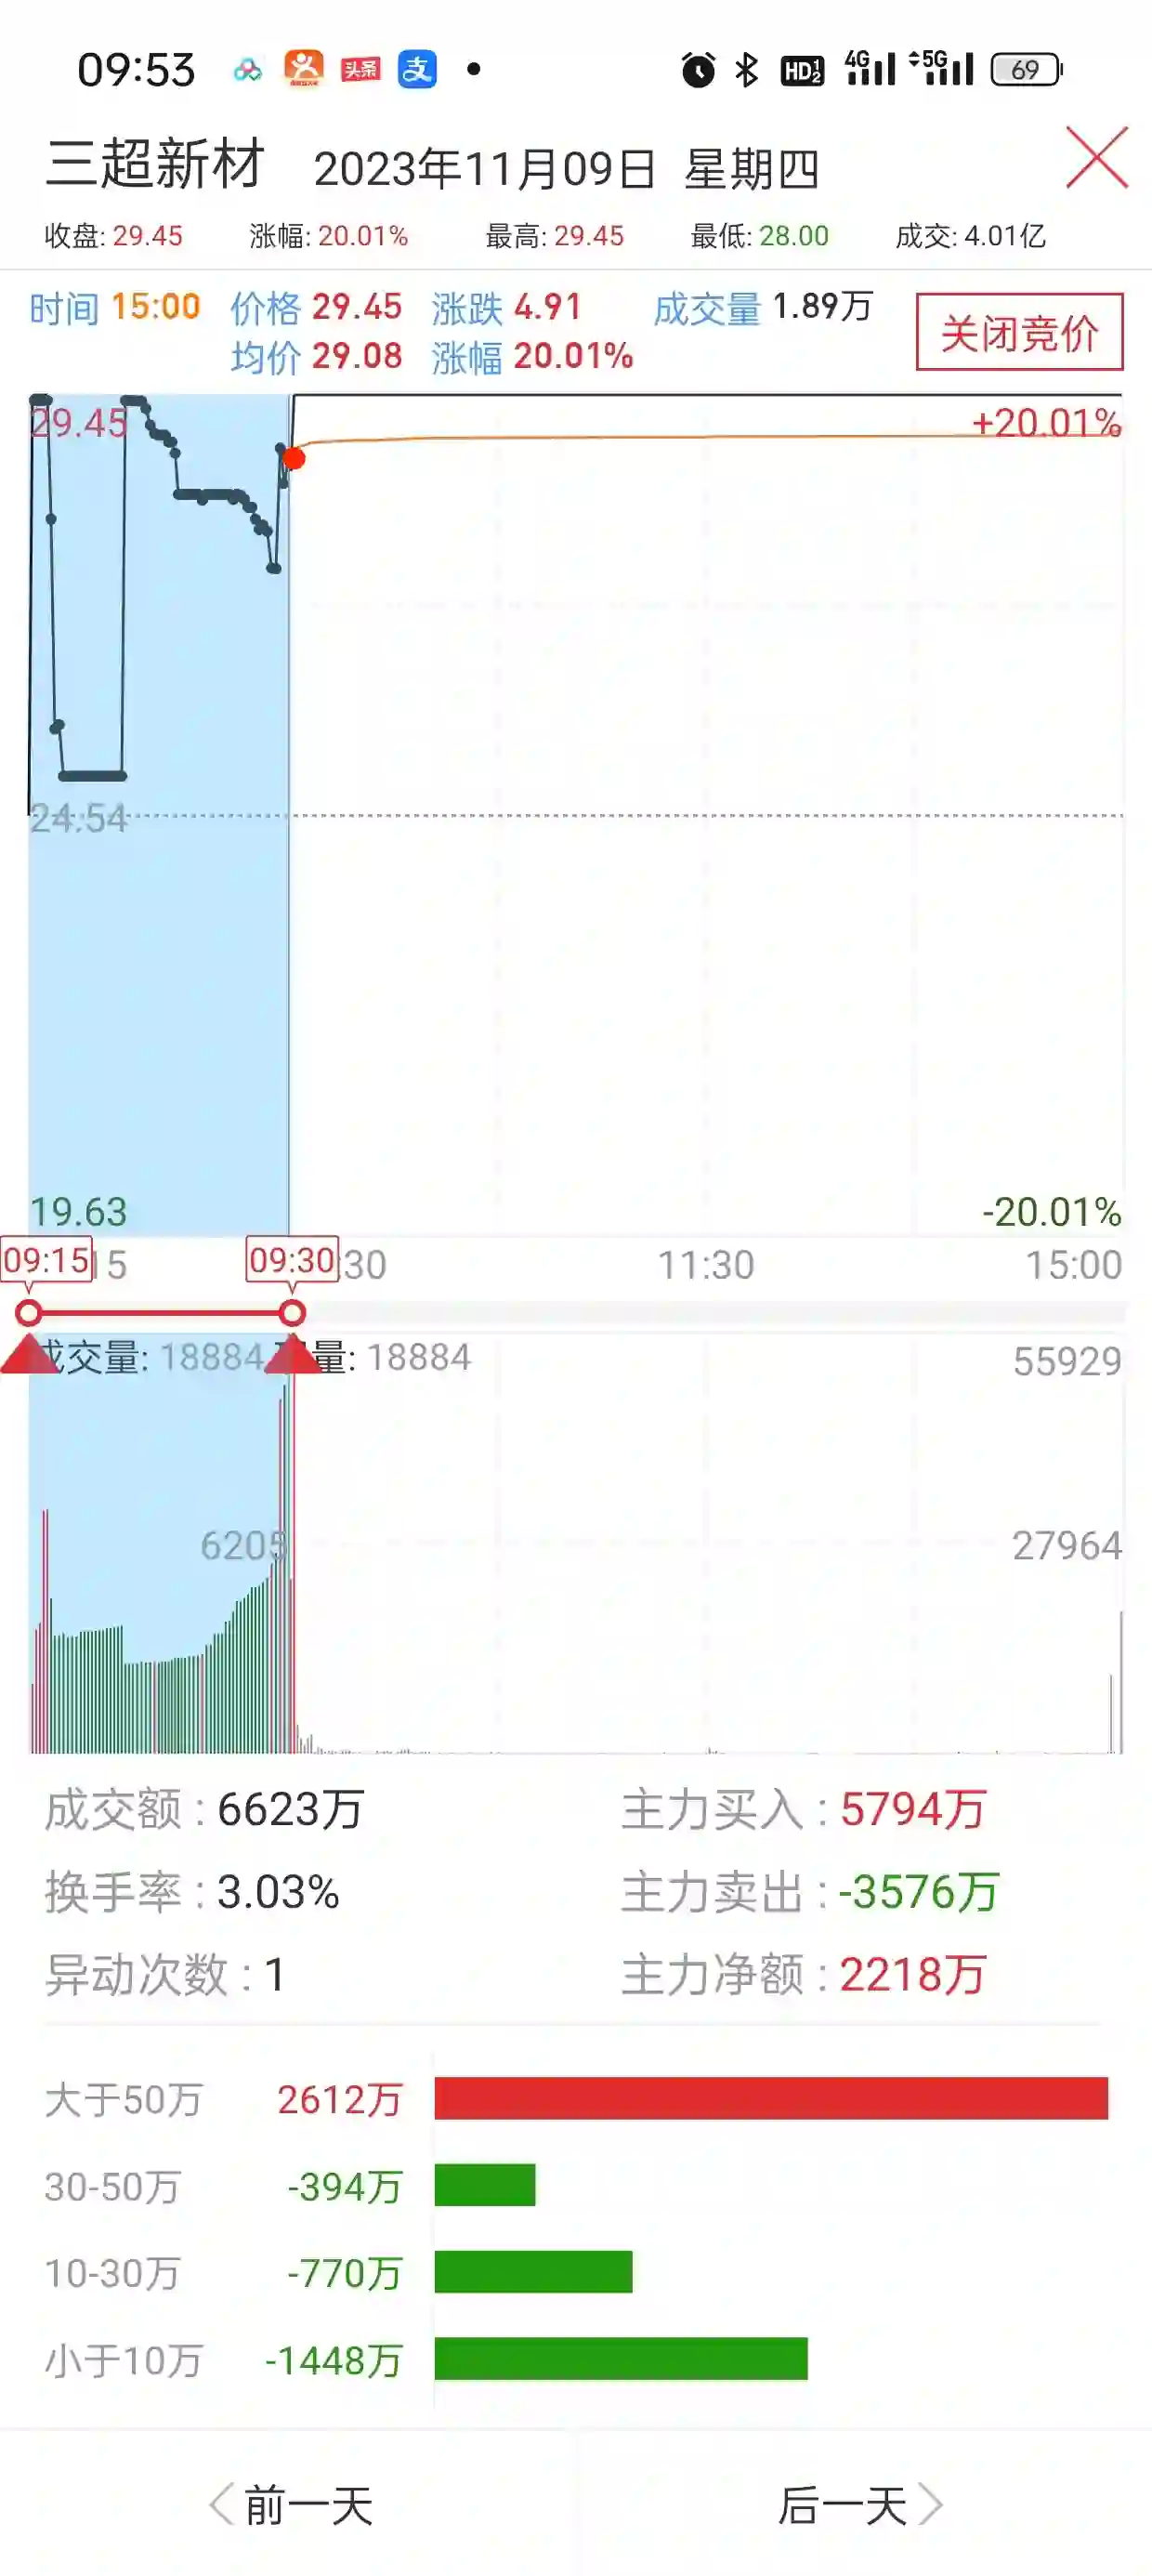 09:53 头条 支 HD 1 2 4G 5G 69
三超新材 2023年11月09日 星期四
收盘: 29.45 涨幅: 20.01% 最高: 29.45 最低: 28.00 成交: 4.01亿
时间 15:00 价格 29.45 涨跌 4.91 成交量 1.89万
均价 29.08 涨幅 20.01%
关闭竞价
29.45 +20.01%
24.54
19.63 -20.01%
09:15 15 09:30 :30 11:30 15:00
成交量: 18884 量: 18884 55929
6205 27964
成交额 : 6623万 主力买入 : 5794万
换手率 : 3.03% 主力卖出 : -3576万
异动次数 : 1 主力净额 : 2218万
大于50万 2612万
30-50万 -394万
10-30万 -770万
小于10万 -1448万
前一天 后一天